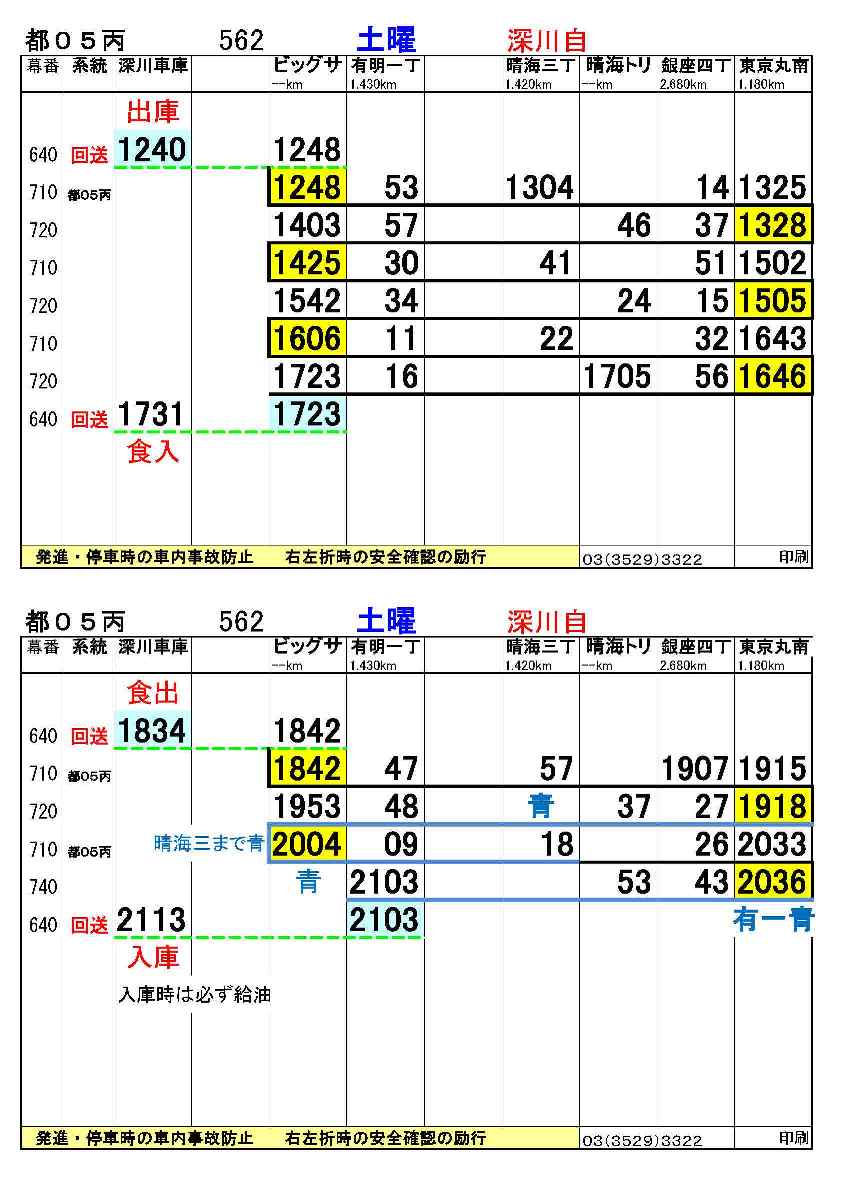 都０５丙 562 土曜 深川自
幕番 系統 深川車庫 ビッグサ 有明一丁 晴海三丁 晴海トリ 銀座四丁 東京丸南
--km 1.430km 1.420km --km 2.680km 1.180km
出庫
640 回送 1240 1248
710 都05丙 1248 53 1304 14 1325
720 1403 57 46 37 1328
710 1425 30 41 51 1502
720 1542 34 24 15 1505
710 1606 11 22 32 1643
720 1723 16 1705 56 1646
640 回送 1731 1723
食入
発進・停車時の車内事故防止 右左折時の安全確認の励行 03(3529)3322 印刷
都０５丙 562 土曜 深川自
幕番 系統 深川車庫 ビッグサ 有明一丁 晴海三丁 晴海トリ 銀座四丁 東京丸南
--km 1.430km 1.420km --km 2.680km 1.180km
食出
640 回送 1834 1842
710 都05丙 1842 47 57 1907 1915
720 1953 48 青 37 27 1918
710 都05丙 晴海三まで青 2004 09 18 26 2033
740 青 2103 53 43 2036
640 回送 2113 2103 有一青
入庫
入庫時は必ず給油
発進・停車時の車内事故防止 右左折時の安全確認の励行 03(3529)3322 印刷